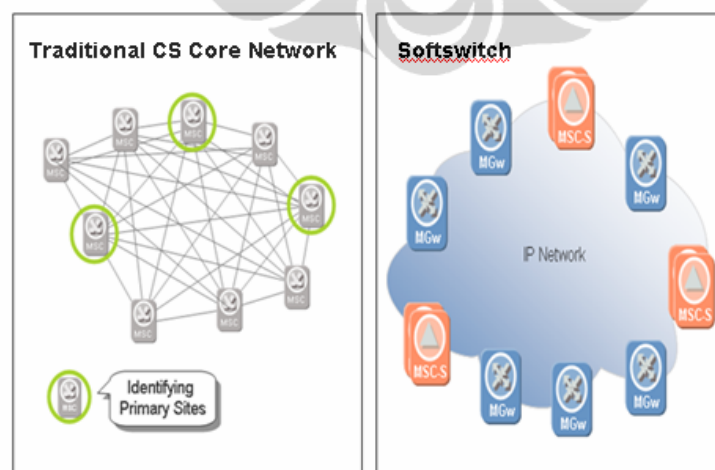 Traditional CS Core Network
MSC
MSC
MSC
MSC
MSC
MSC
MSC
MSC
MSC
MSC
Identifying
Primary Sites
Softswitch
MSC-S
MGw
MGw
MGw
IP Network
MSC-S
MSC-S
MGw
MGw
MGw